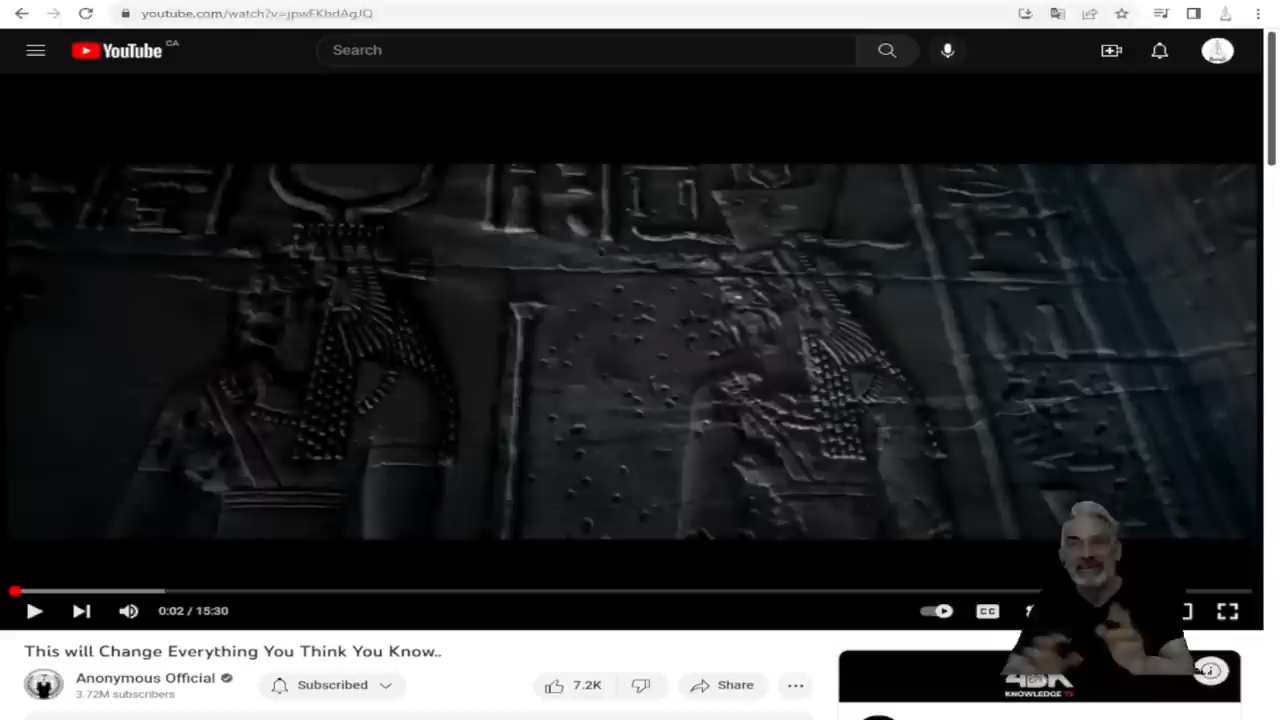 youtube.com/watch?v=jpwFKhdAgJQ
YouTube CA
Search
0:02 / 15:30
CC
This will Change Everything You Think You Know..
Anonymous Official
3.72M subscribers
Subscribed
7.2K
Share
KNOWLEDGE